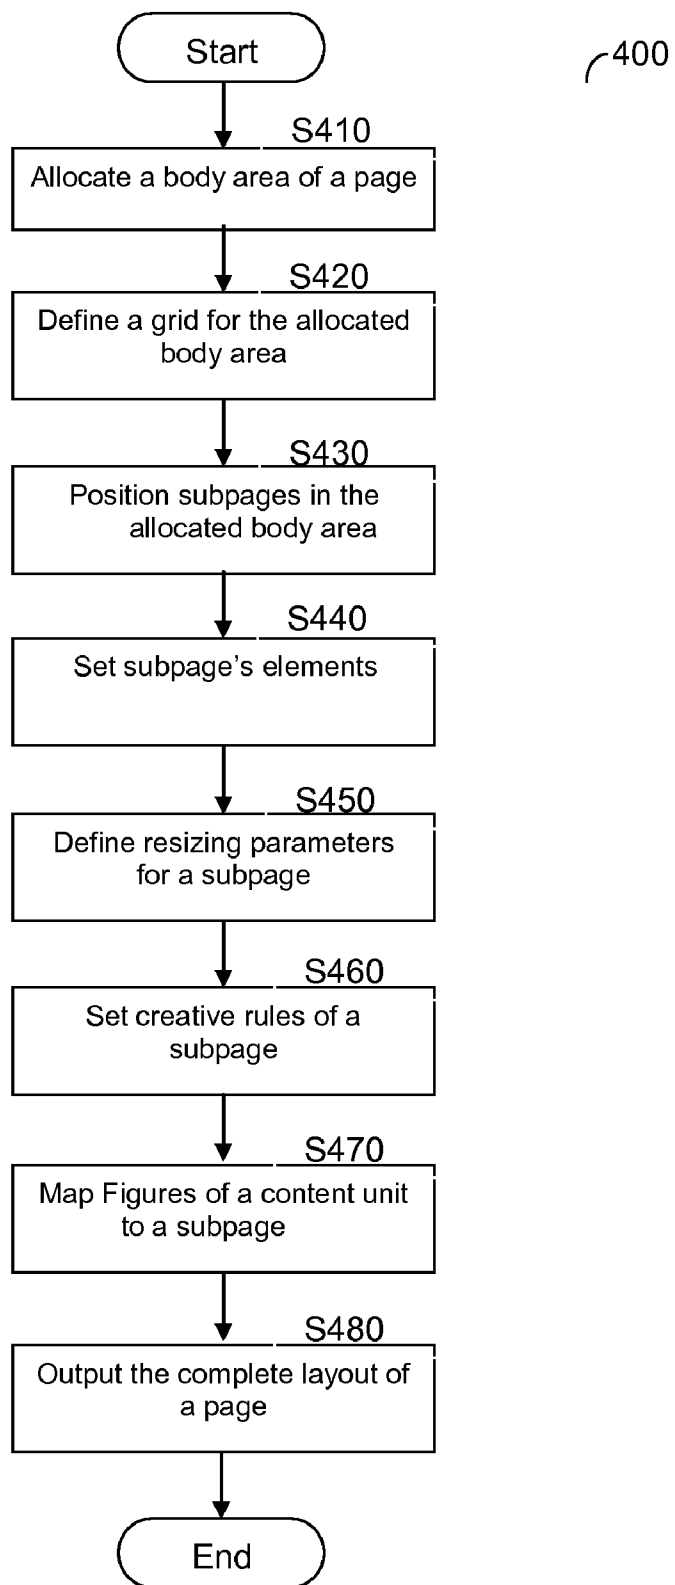 Start
400
S410
Allocate a body area of a page
S420
Define a grid for the allocated
body area
S430
Position subpages in the
allocated body area
S440
Set subpage's elements
S450
Define resizing parameters
for a subpage
S460
Set creative rules of a
subpage
S470
Map Figures of a content unit
to a subpage
S480
Output the complete layout of
a page
End